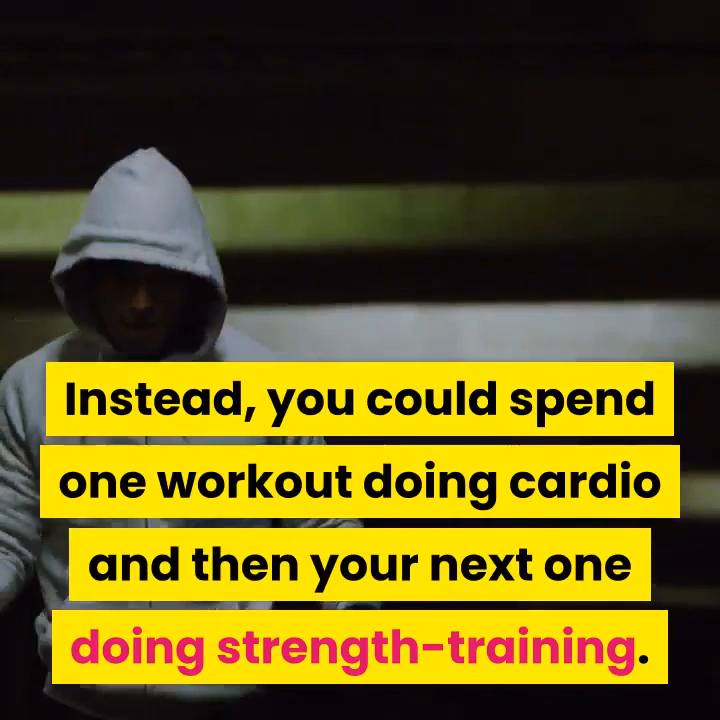 Instead, you could spend
one workout doing cardio
and then your next one
doing strength-training.